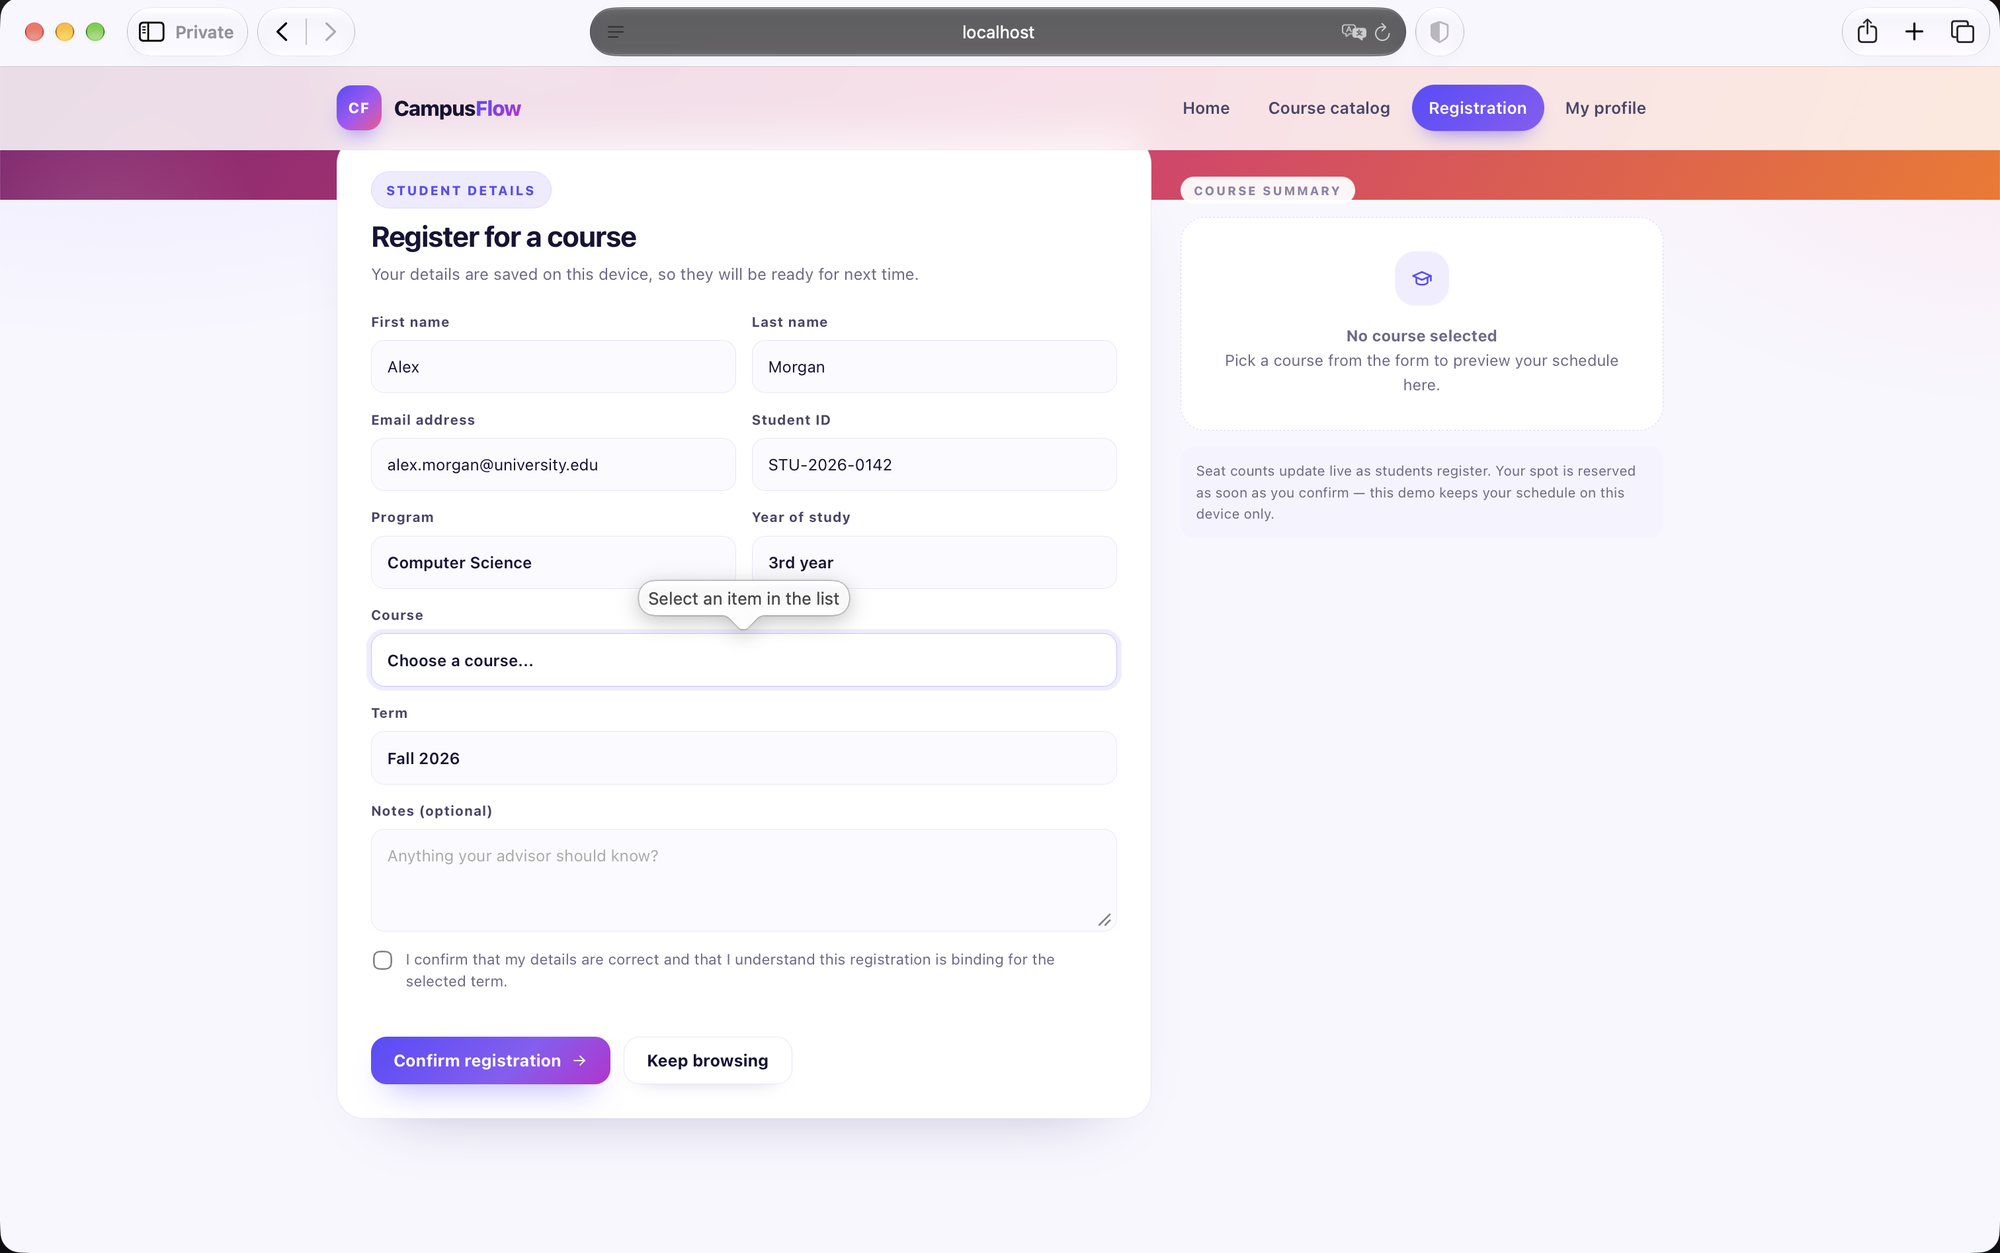 Private
localhost
CF
CampusFlow
Home
Course catalog
Registration
My profile
STUDENT DETAILS
Register for a course
Your details are saved on this device, so they will be ready for next time.
First name
Last name
Alex
Morgan
Email address
Student ID
alex.morgan@university.edu
STU-2026-0142
Program
Year of study
Computer Science
3rd year
Select an item in the list
Course
Choose a course...
Term
Fall 2026
Notes (optional)
Anything your advisor should know?
I confirm that my details are correct and that I understand this registration is binding for the
selected term.
Confirm registration →
Keep browsing
COURSE SUMMARY
No course selected
Pick a course from the form to preview your schedule
here.
Seat counts update live as students register. Your spot is reserved
as soon as you confirm — this demo keeps your schedule on this
device only.